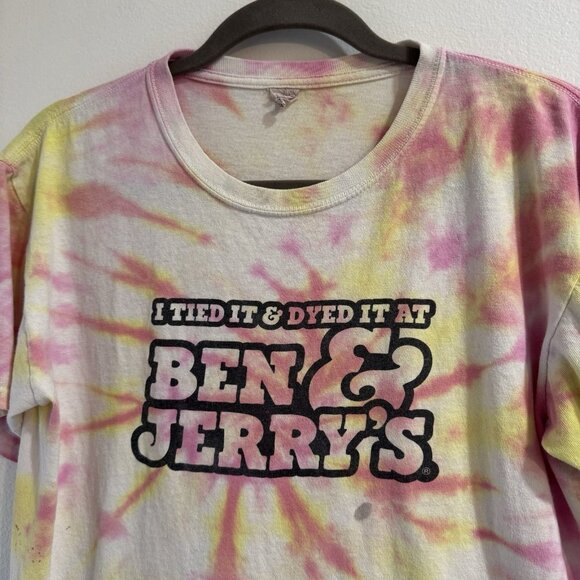 I TIED IT & DYED IT AT
BEN &
JERRY'S®